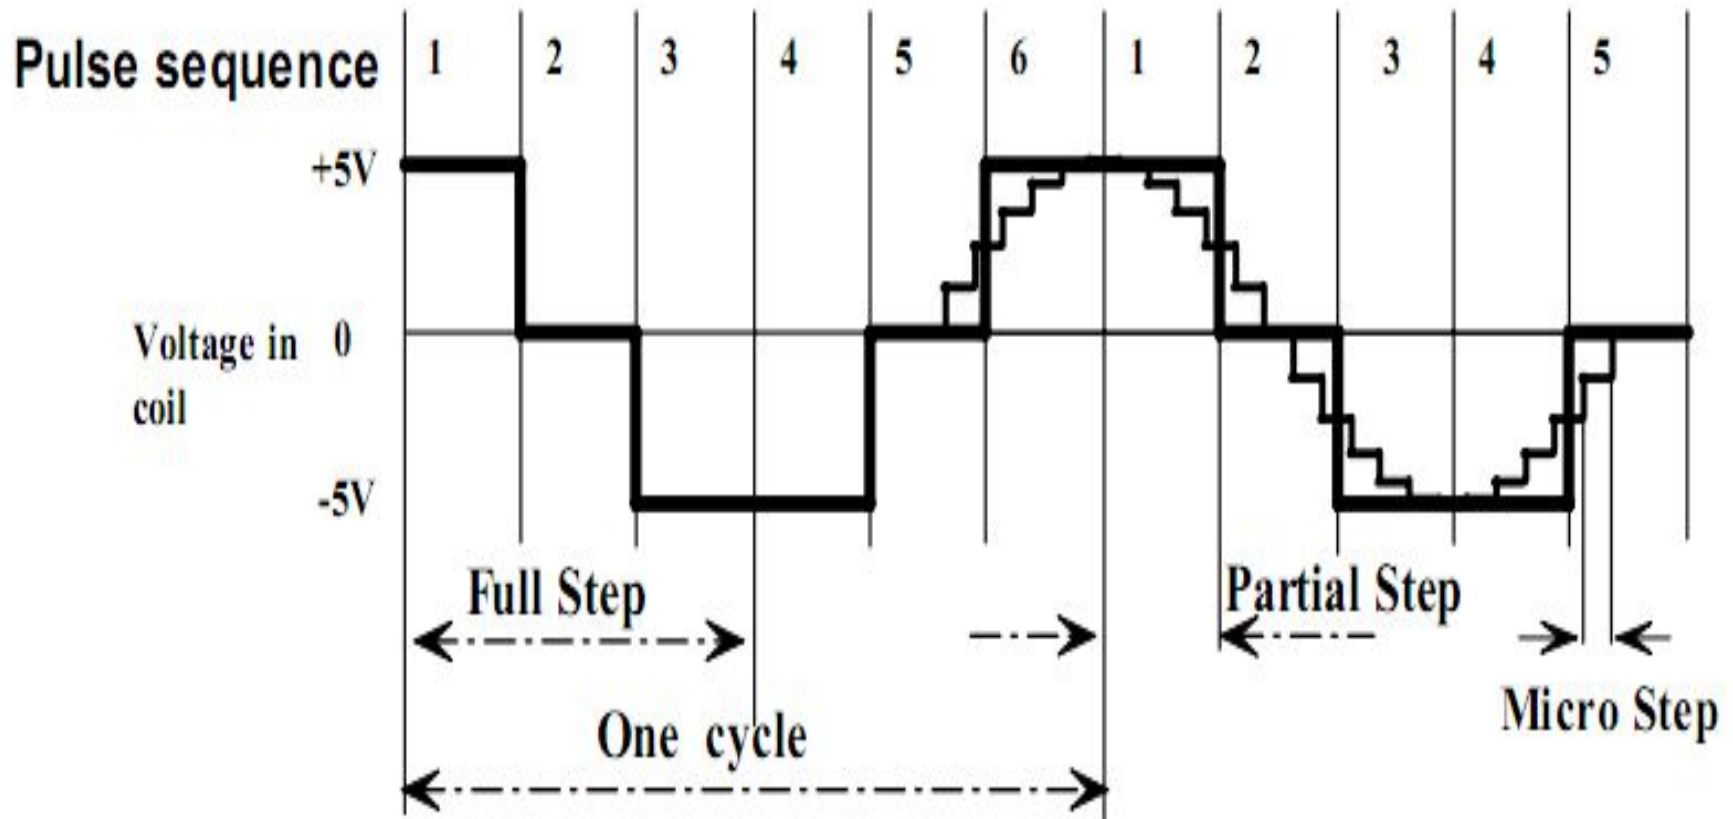 Pulse sequence 1 2 3 4 5 6 1 2 3 4 5
+5V
Voltage in 0
coil
-5V
Full Step Partial Step
Micro Step
One cycle